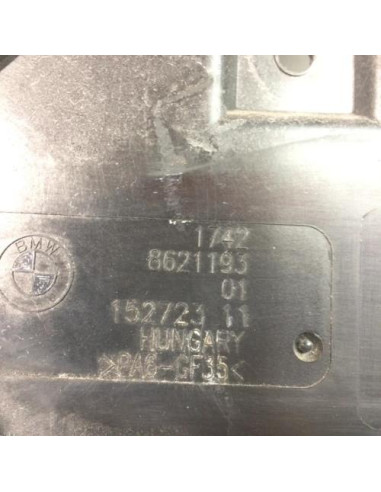 BMW
1742
8621193
01
152723 11
HUNGARY
>PA6-GF35<